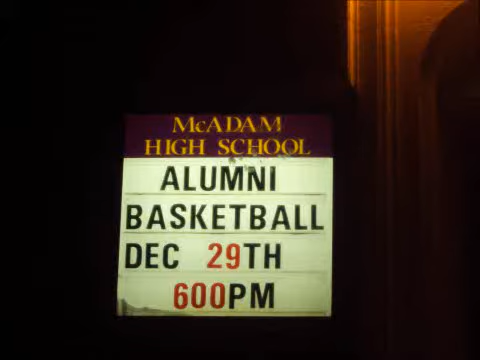 McADAM
HIGH SCHOOL
ALUMNI
BASKETBALL
DEC 29TH
600PM